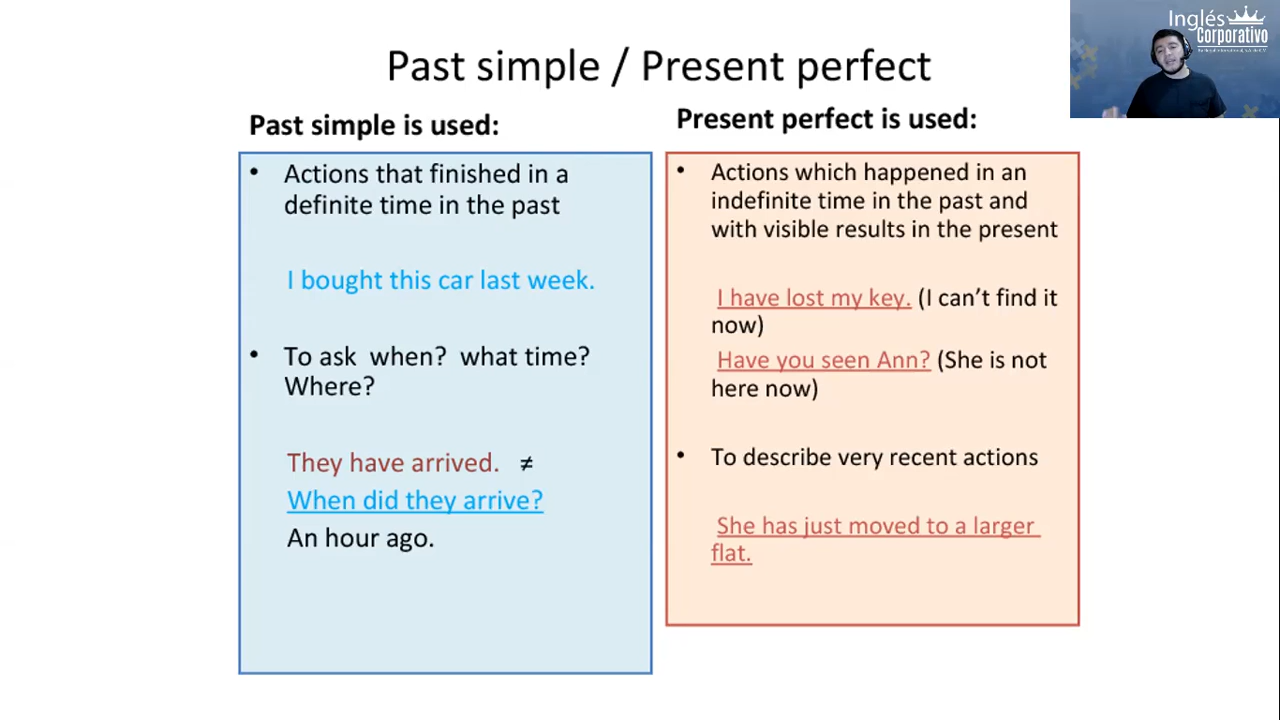 Past simple / Present perfect
Past simple is used:
• Actions that finished in a
definite time in the past
I bought this car last week.
• To ask  when?  what time?
Where?
They have arrived.   ≠
When did they arrive?
An hour ago.
Present perfect is used:
• Actions which happened in an
indefinite time in the past and
with visible results in the present
I have lost my key. (I can’t find it
now)
Have you seen Ann? (She is not
here now)
• To describe very recent actions
She has just moved to a larger
flat.
Inglés
Corporativo